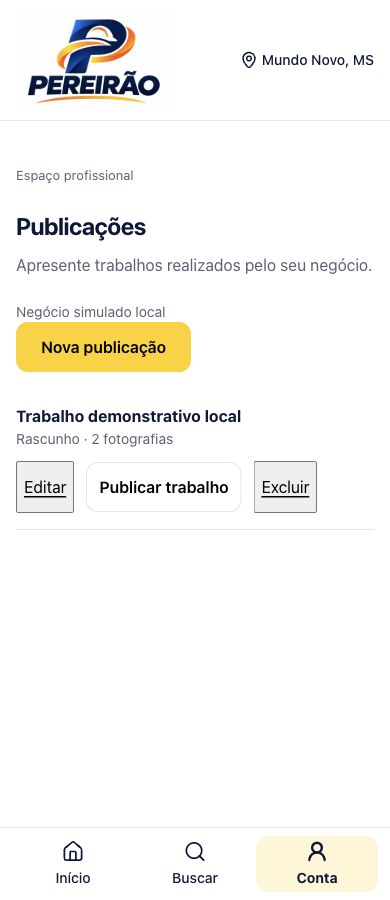 PEREIRÃO
Mundo Novo, MS
Espaço profissional
Publicações
Apresente trabalhos realizados pelo seu negócio.
Negócio simulado local
Nova publicação
Trabalho demonstrativo local
Rascunho · 2 fotografias
Editar
Publicar trabalho
Excluir
Início
Buscar
Conta